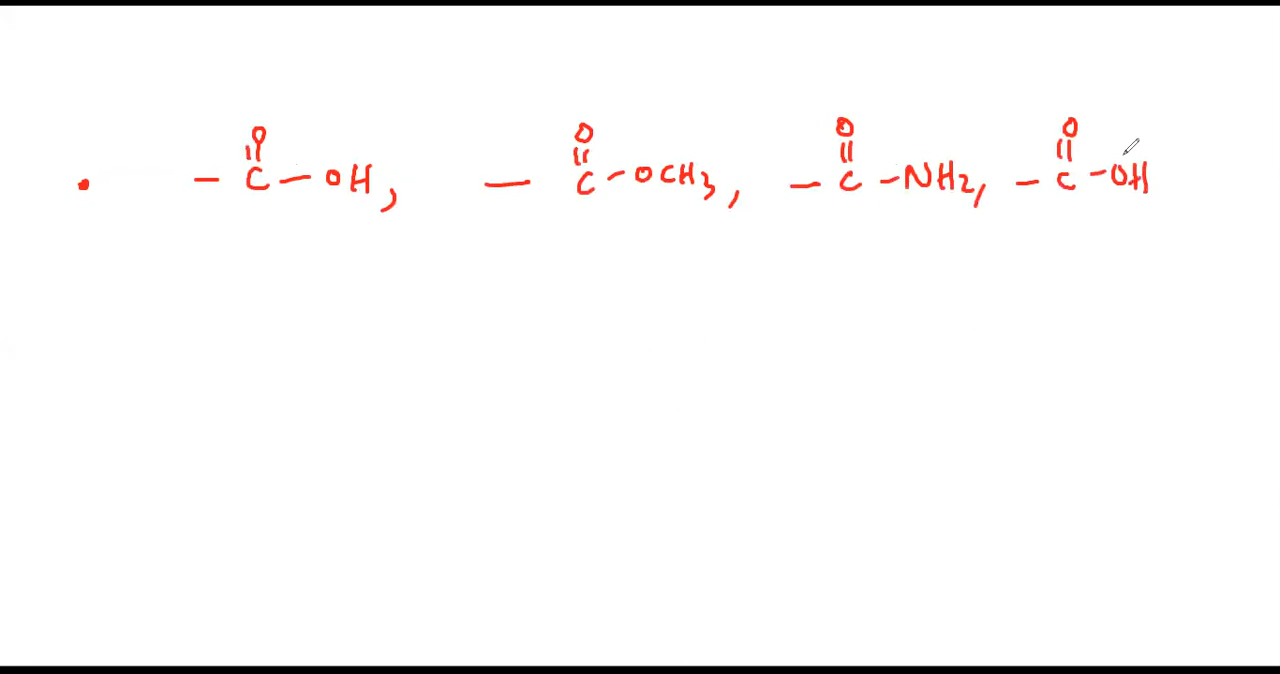 O O O O
|| || || ||
• – C – OH, – C – OCH3, – C – NH2, – C – OH